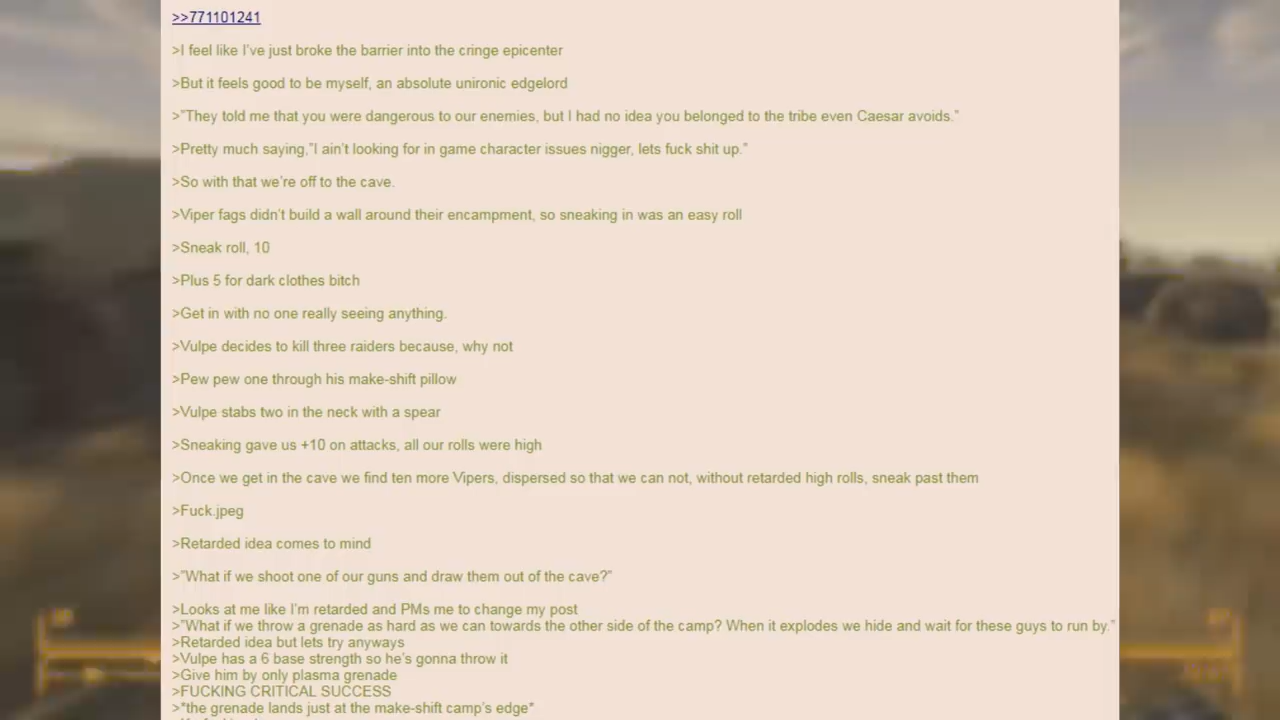 >>771101241
>I feel like I've just broke the barrier into the cringe epicenter
>But it feels good to be myself, an absolute unironic edgelord
>"They told me that you were dangerous to our enemies, but I had no idea you belonged to the tribe even Caesar avoids."
>Pretty much saying,"I ain't looking for in game character issues nigger, lets fuck shit up."
>So with that we're off to the cave.
>Viper fags didn't build a wall around their encampment, so sneaking in was an easy roll
>Sneak roll, 10
>Plus 5 for dark clothes bitch
>Get in with no one really seeing anything.
>Vulpe decides to kill three raiders because, why not
>Pew pew one through his make-shift pillow
>Vulpe stabs two in the neck with a spear
>Sneaking gave us +10 on attacks, all our rolls were high
>Once we get in the cave we find ten more Vipers, dispersed so that we can not, without retarded high rolls, sneak past them
>Fuck.jpeg
>Retarded idea comes to mind
>"What if we shoot one of our guns and draw them out of the cave?"
>Looks at me like I'm retarded and PMs me to change my post
>"What if we throw a grenade as hard as we can towards the other side of the camp? When it explodes we hide and wait for these guys to run by."
>Retarded idea but lets try anyways
>Vulpe has a 6 base strength so he's gonna throw it
>Give him by only plasma grenade
>FUCKING CRITICAL SUCCESS
>*the grenade lands just at the make-shift camp's edge*